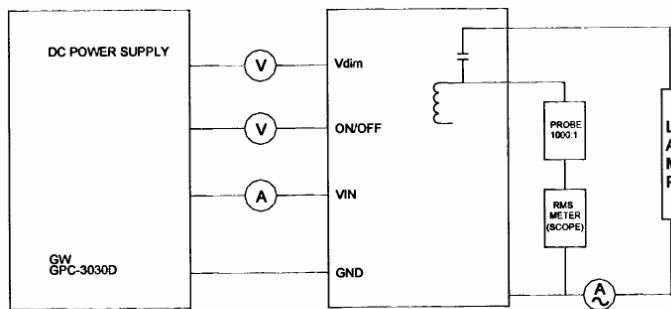 DC POWER SUPPLY
V
Vdim
V
ON/OFF
A
VIN
GW
GPC-3030D
GND
PROBE
1000:1
RMS
METER
(SCOPE)
A
L
A
M
P